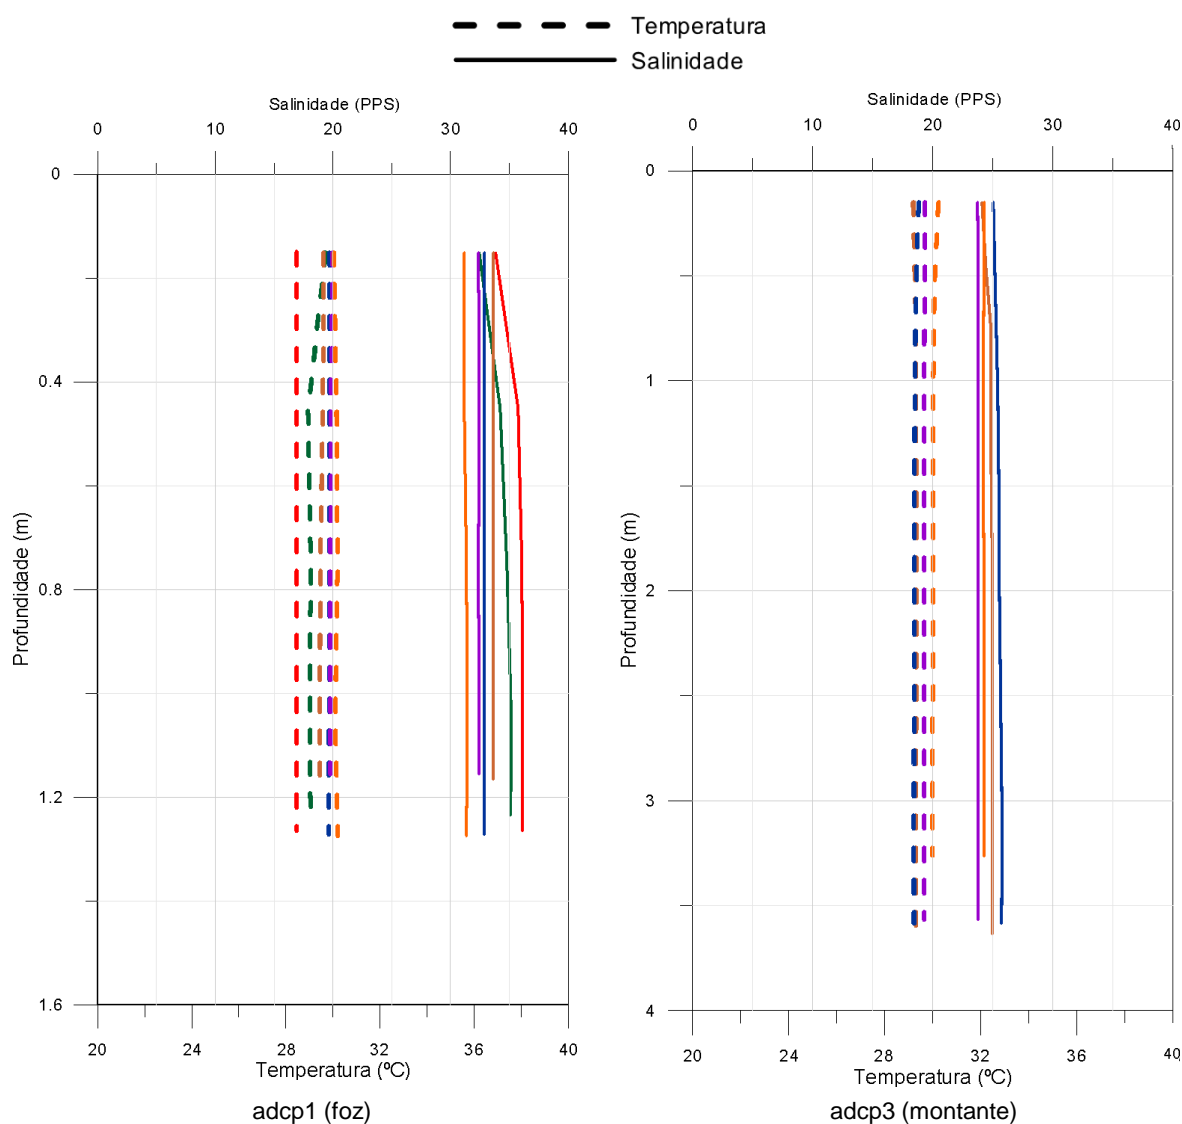 Temperatura
Salinidade
Salinidade (PPS)
0 10 20 30 40
0
0.4
0.8
1.2
1.6
Profundidade (m)
20 24 28 32 36 40
Temperatura (ºC)
adcp1 (foz)
Salinidade (PPS)
0 10 20 30 40
0
1
2
3
4
Profundidade (m)
20 24 28 32 36 40
Temperatura (ºC)
adcp3 (montante)